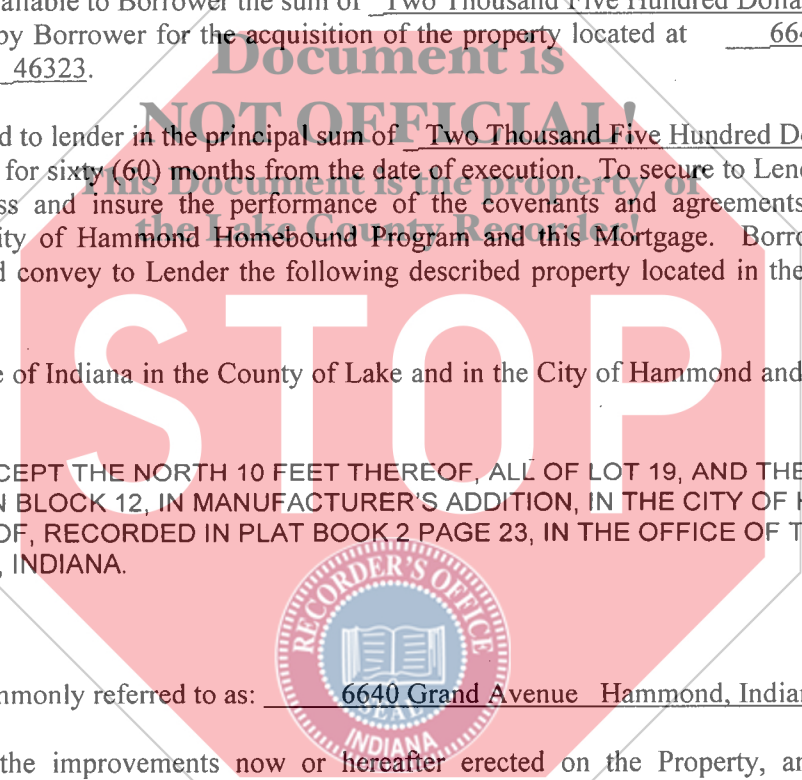 ailable to Borrower the sum of Two Thousand Five Hundred Dolla
by Borrower for the acquisition of the property located at 664
46323.
Document is
NOT OFFICIAL!
This Document is the property of
the Lake County Recorder!
d to lender in the principal sum of Two Thousand Five Hundred Do
for sixty (60) months from the date of execution. To secure to Lend
ss and insure the performance of the covenants and agreements
ity of Hammond Homebound Program and this Mortgage. Borro
d convey to Lender the following described property located in the
STOP
e of Indiana in the County of Lake and in the City of Hammond and
CEPT THE NORTH 10 FEET THEREOF, ALL OF LOT 19, AND THE
N BLOCK 12, IN MANUFACTURER'S ADDITION, IN THE CITY OF H
OF, RECORDED IN PLAT BOOK 2 PAGE 23, IN THE OFFICE OF T
, INDIANA.
RECORDER'S OFFICE
SEAL
INDIANA
mmonly referred to as: 6640 Grand Avenue Hammond, Indian
the improvements now or hereafter erected on the Property, an